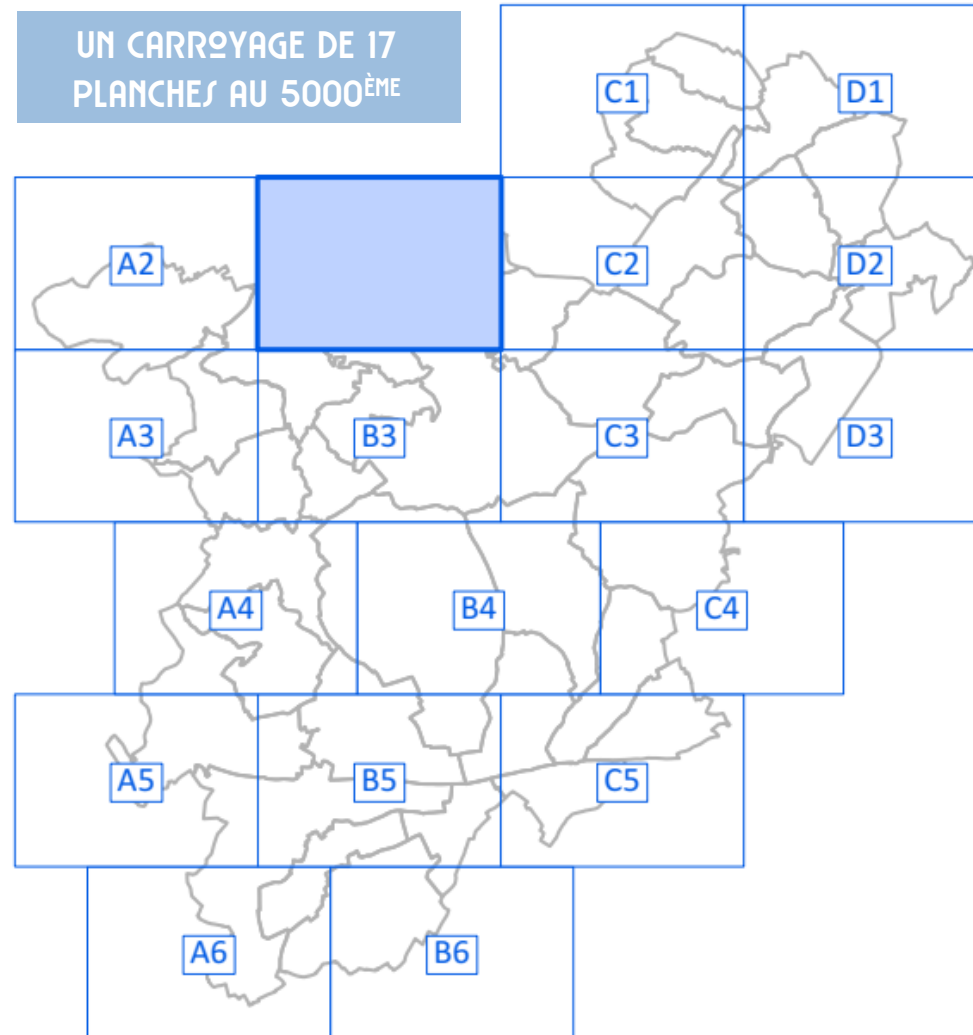 UN CARROYAGE DE 17
PLANCHES AU 5000ÈME
C1
D1
A2
C2
D2
A3
B3
C3
D3
A4
B4
C4
A5
B5
C5
A6
B6